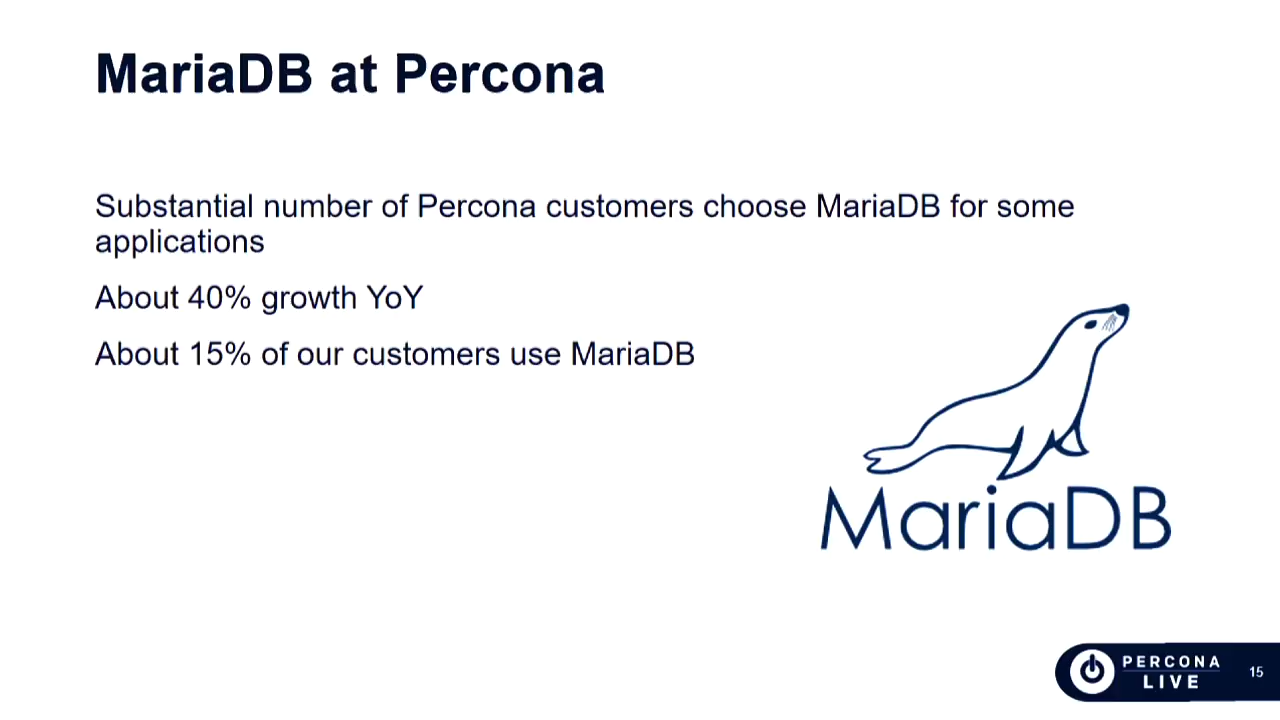 MariaDB at Percona
Substantial number of Percona customers choose MariaDB for some
applications
About 40% growth YoY
About 15% of our customers use MariaDB
MariaDB
PERCONA
LIVE
15